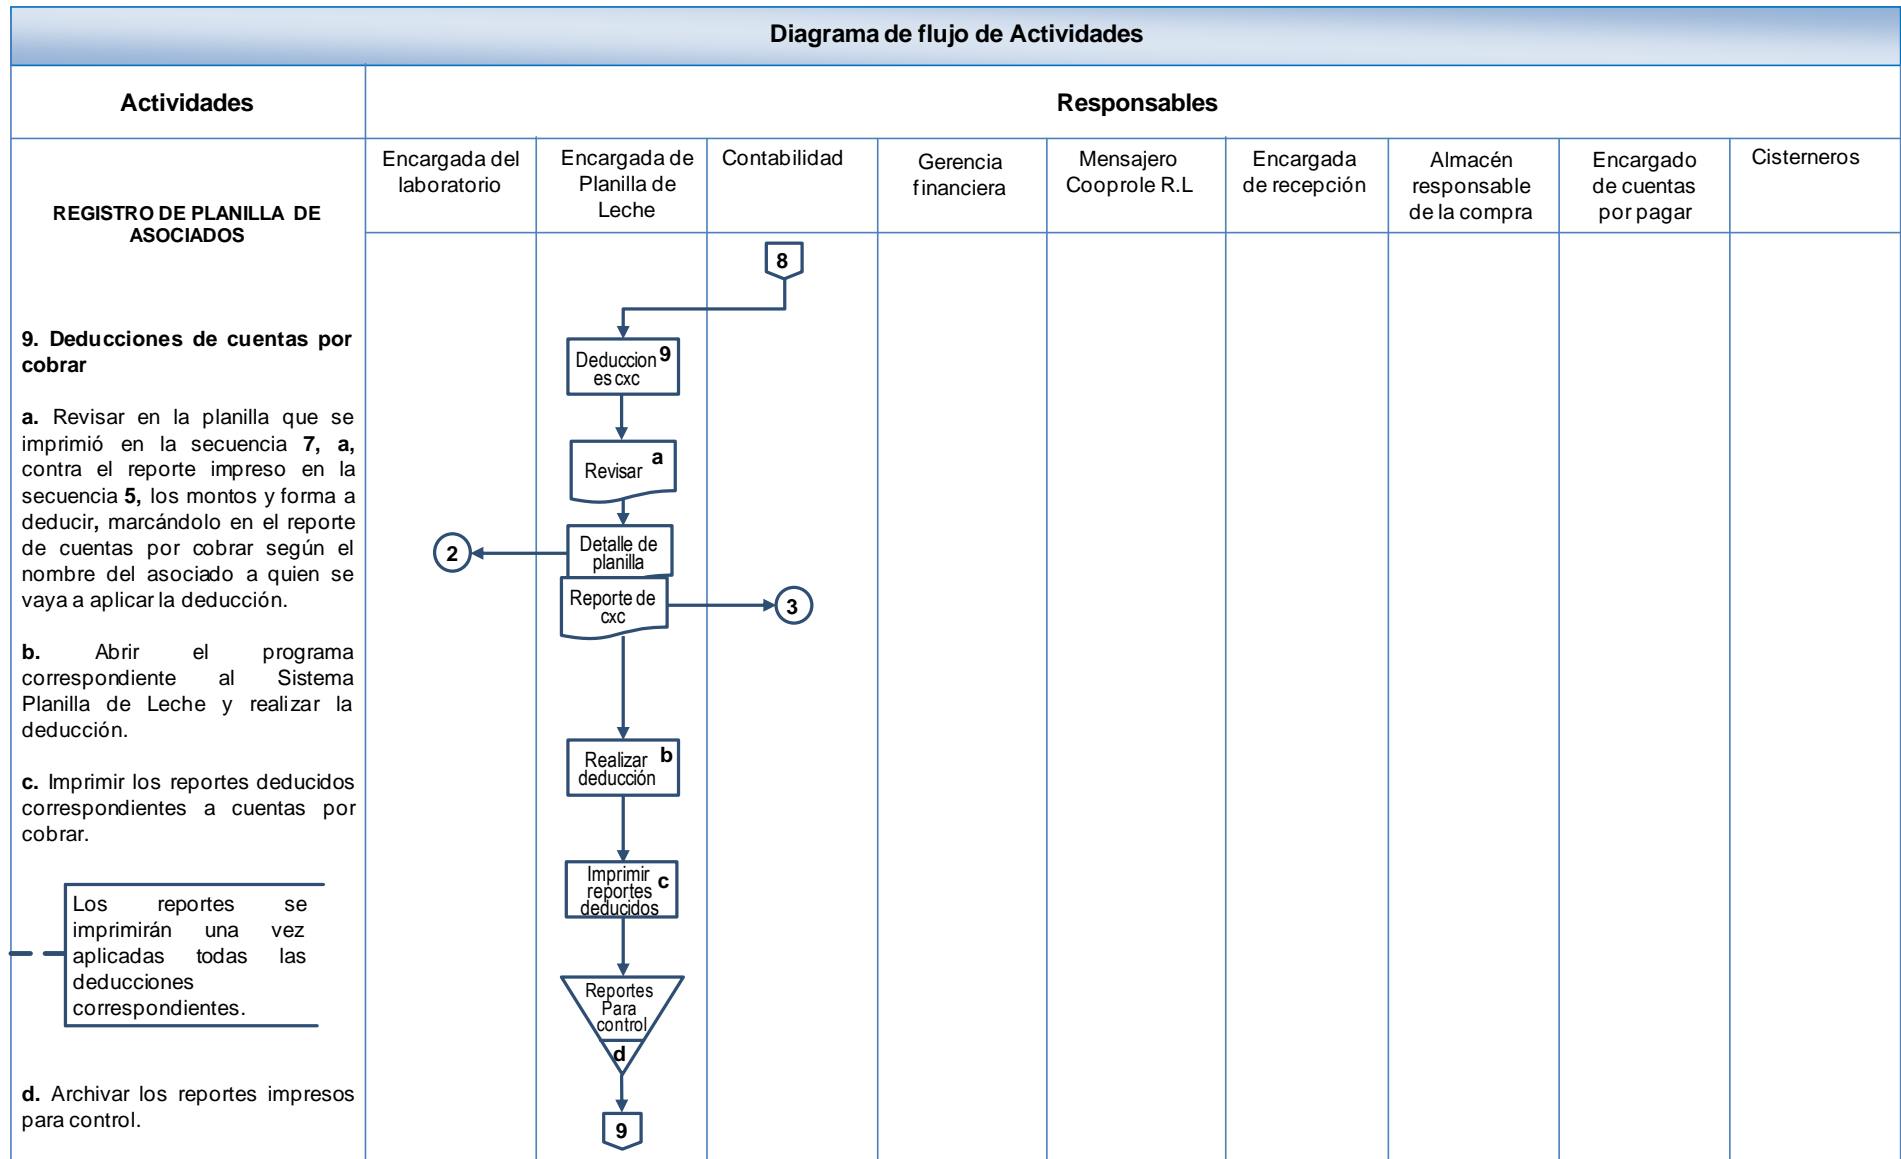 Diagrama de flujo de Actividades
Actividades
Responsables
REGISTRO DE PLANILLA DE
ASOCIADOS
Encargada del
laboratorio
Encargada de
Planilla de
Leche
Contabilidad
Gerencia
financiera
Mensajero
Cooprole R.L
Encargada
de recepción
Almacén
responsable
de la compra
Encargado
de cuentas
por pagar
Cisterneros
9. Deducciones de cuentas por
cobrar
a. Revisar en la planilla que se
imprimió en la secuencia 7, a,
contra el reporte impreso en la
secuencia 5, los montos y forma a
deducir, marcándolo en el reporte
de cuentas por cobrar según el
nombre del asociado a quien se
vaya a aplicar la deducción.
b. Abrir el programa
correspondiente al Sistema
Planilla de Leche y realizar la
deducción.
c. Imprimir los reportes deducidos
correspondientes a cuentas por
cobrar.
Los reportes se
imprimirán una vez
aplicadas todas las
deducciones
correspondientes.
d. Archivar los reportes impresos
para control.
8
Deduccion 9
es cxc
Revisar a
Detalle de
planilla
2
Reporte de
cxc
3
Realizar b
deducción
Imprimir
reportes c
deducidos
Reportes
Para
control
d
9